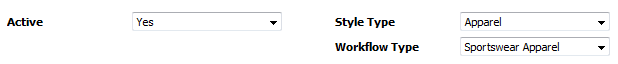 Active Yes Style Type Apparel
Workflow Type Sportswear Apparel